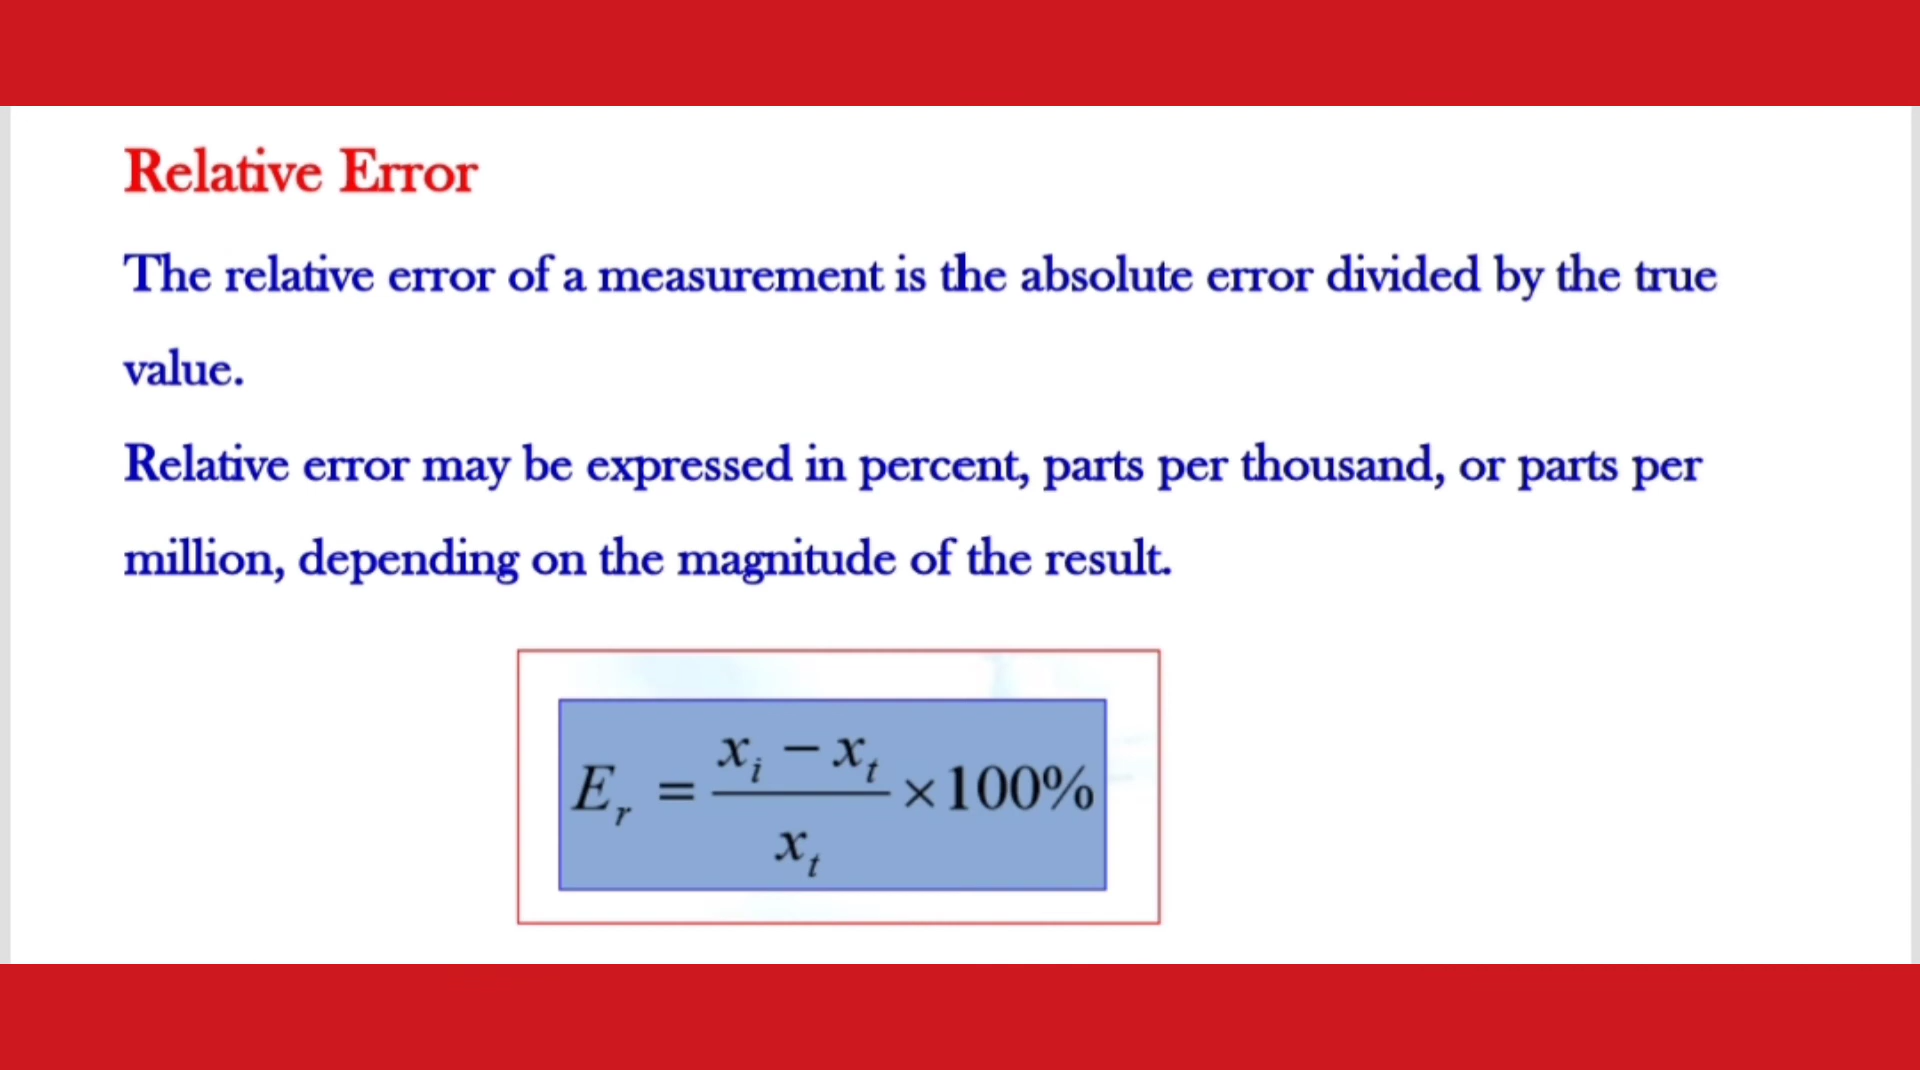 Relative Error
The relative error of a measurement is the absolute error divided by the true
value.
Relative error may be expressed in percent, parts per thousand, or parts per
million, depending on the magnitude of the result.
E_r = (x_i − x_t) / x_t × 100%